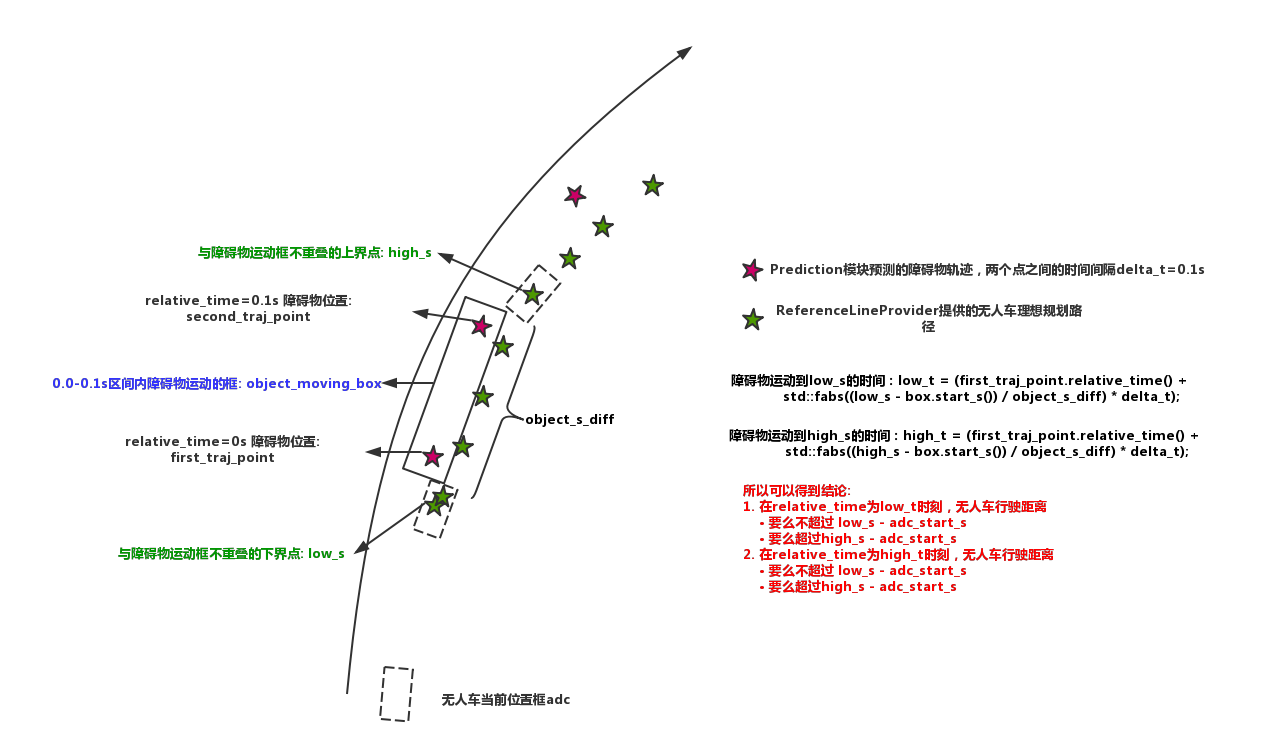 与障碍物运动框不重叠的上界点: high_s
relative_time=0.1s 障碍物位置:
second_traj_point
0.0-0.1s区间内障碍物运动的框: object_moving_box
relative_time=0s 障碍物位置:
first_traj_point
object_s_diff
与障碍物运动框不重叠的下界点: low_s
无人车当前位置框adc
Prediction模块预测的障碍物轨迹，两个点之间的时间间隔delta_t=0.1s
ReferenceLineProvider提供的无人车理想规划路
径
障碍物运动到low_s的时间：low_t = (first_traj_point.relative_time() +
std::fabs((low_s - box.start_s()) / object_s_diff) * delta_t);
障碍物运动到high_s的时间：high_t = (first_traj_point.relative_time() +
std::fabs((high_s - box.start_s()) / object_s_diff) * delta_t);
所以可以得到结论:
1. 在relative_time为low_t时刻，无人车行驶距离
• 要么不超过 low_s - adc_start_s
• 要么超过high_s - adc_start_s
2. 在relative_time为high_t时刻，无人车行驶距离
• 要么不超过 low_s - adc_start_s
• 要么超过high_s - adc_start_s